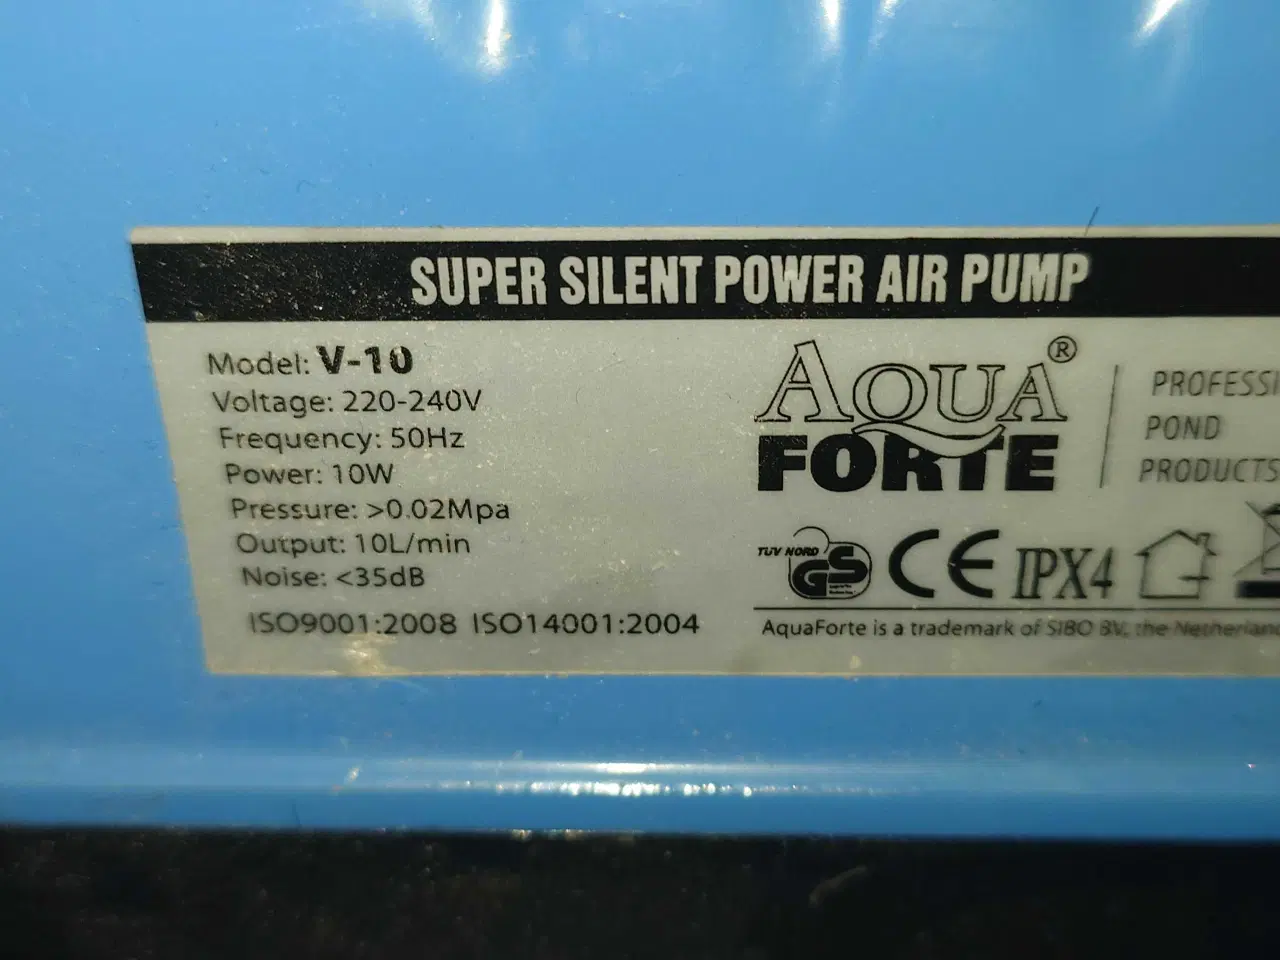 SUPER SILENT POWER AIR PUMP
Model: V-10
Voltage: 220-240V
Frequency: 50Hz
Power: 10W
Pressure: >0.02Mpa
Output: 10L/min
Noise: <35dB
ISO9001:2008 ISO14001:2004
AQUA®
FORTE
PROFESSI
POND
PRODUCTS
TUV NORD
GS
CE IPX4
AquaForte is a trademark of SIBO BV, the Netherlan